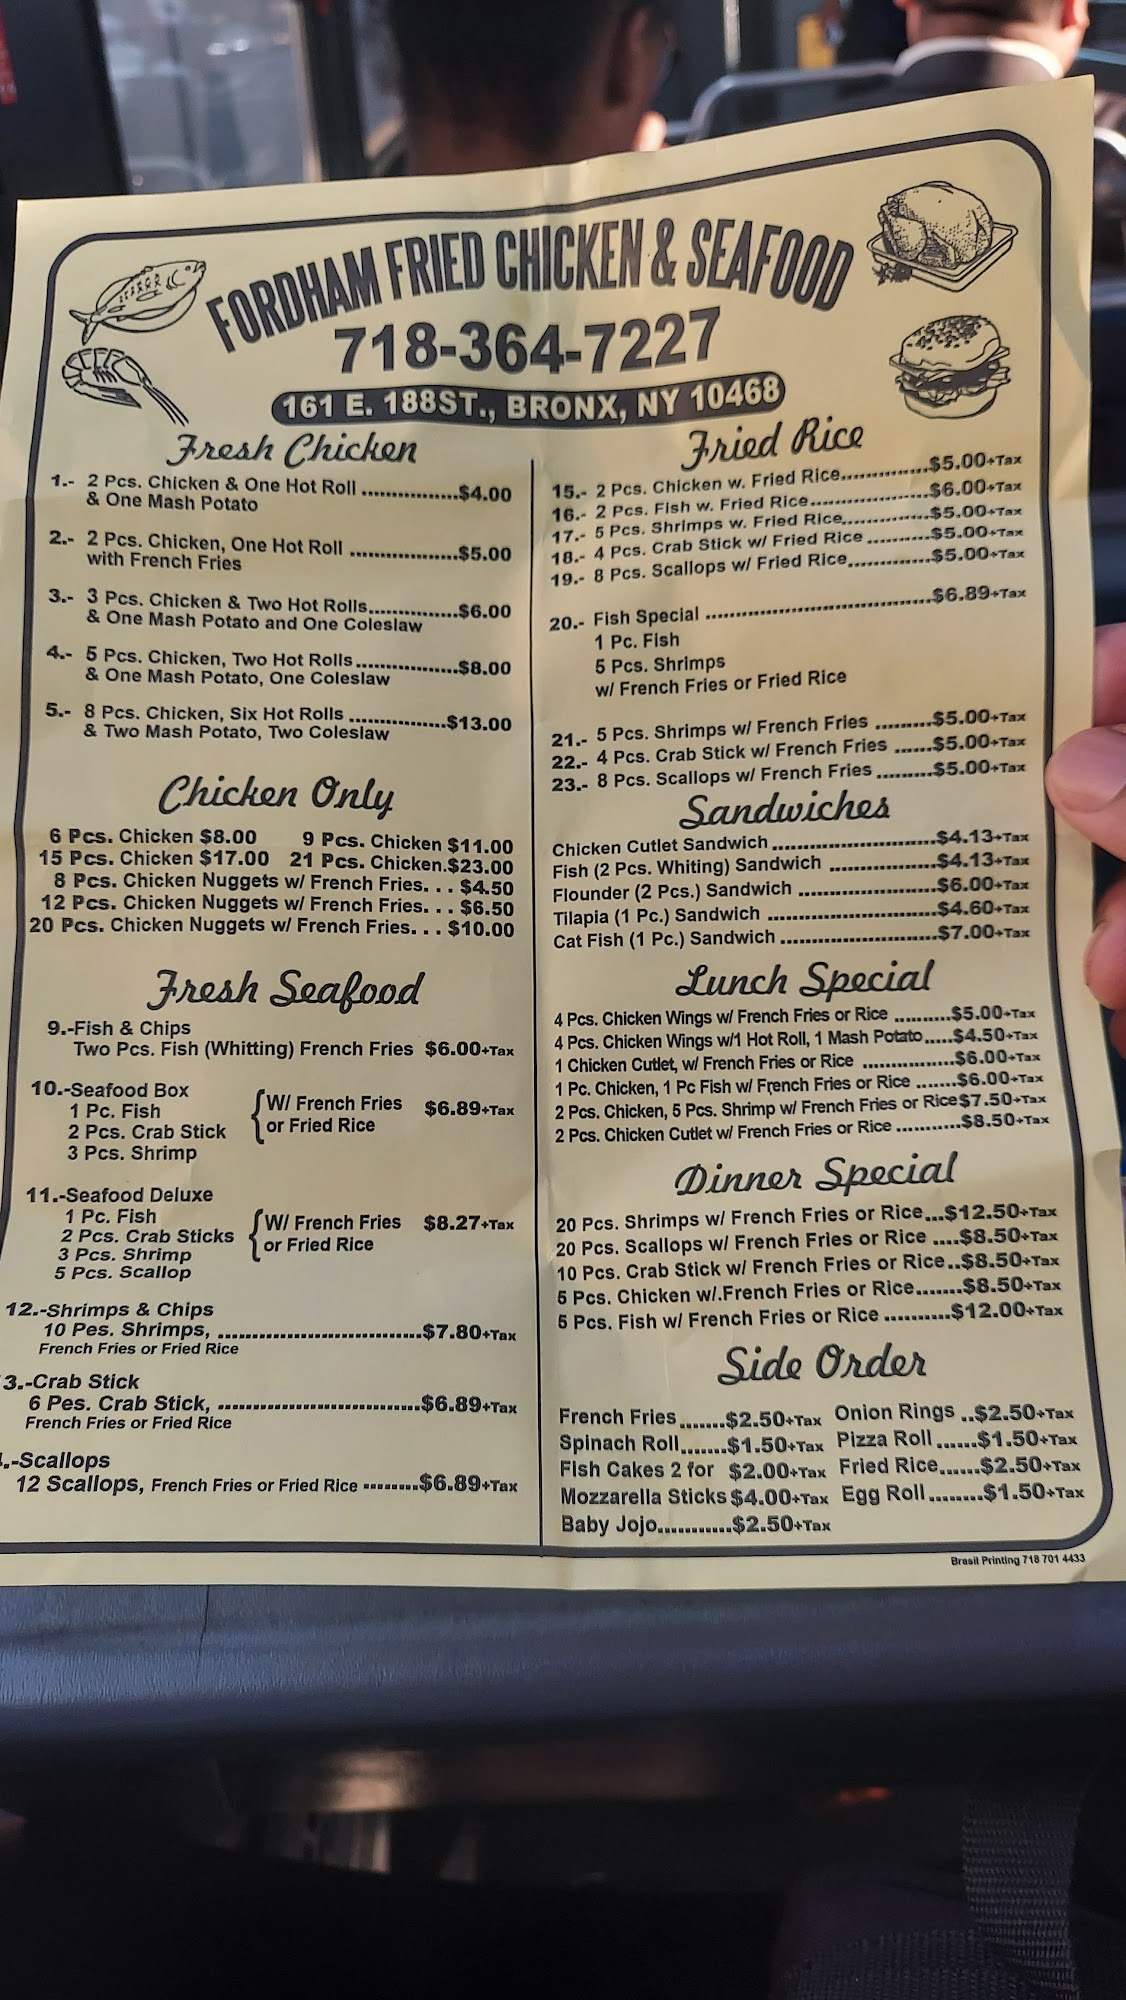 FORDHAM FRIED CHICKEN & SEAFOOD
718-364-7227
161 E. 188ST., BRONX, NY 10468
Fresh Chicken
1.- 2 Pcs. Chicken & One Hot Roll ................$4.00
& One Mash Potato
2.- 2 Pcs. Chicken, One Hot Roll ..................$5.00
with French Fries
3.- 3 Pcs. Chicken & Two Hot Rolls...............$6.00
& One Mash Potato and One Coleslaw
4.- 5 Pcs. Chicken, Two Hot Rolls .................$8.00
& One Mash Potato, One Coleslaw
5.- 8 Pcs. Chicken, Six Hot Rolls ................$13.00
& Two Mash Potato, Two Coleslaw
Chicken Only
6 Pcs. Chicken $8.00 9 Pcs. Chicken $11.00
15 Pcs. Chicken $17.00 21 Pcs. Chicken.$23.00
8 Pcs. Chicken Nuggets w/ French Fries. . . $4.50
12 Pcs. Chicken Nuggets w/ French Fries. . . $6.50
20 Pcs. Chicken Nuggets w/ French Fries. . . $10.00
Fresh Seafood
9.-Fish & Chips
Two Pcs. Fish (Whitting) French Fries $6.00+Tax
10.-Seafood Box
1 Pc. Fish
2 Pcs. Crab Stick
3 Pcs. Shrimp
W/ French Fries $6.89+Tax
or Fried Rice
11.-Seafood Deluxe
1 Pc. Fish
2 Pcs. Crab Sticks
3 Pcs. Shrimp
5 Pcs. Scallop
W/ French Fries $8.27+Tax
or Fried Rice
12.-Shrimps & Chips
10 Pes. Shrimps, ................................$7.80+Tax
French Fries or Fried Rice
3.-Crab Stick
6 Pes. Crab Stick, ................................$6.89+Tax
French Fries or Fried Rice
.-Scallops
12 Scallops, French Fries or Fried Rice .........$6.89+Tax
Fried Rice
15.- 2 Pcs. Chicken w. Fried Rice..............$5.00+Tax
16.- 2 Pcs. Fish w. Fried Rice...................$6.00+Tax
17.- 5 Pcs. Shrimps w. Fried Rice..............$5.00+Tax
18.- 4 Pcs. Crab Stick w/ Fried Rice ..........$5.00+Tax
19.- 8 Pcs. Scallops w/ Fried Rice.............$5.00+Tax
20.- Fish Special ....................................$6.89+Tax
1 Pc. Fish
5 Pcs. Shrimps
w/ French Fries or Fried Rice
21.- 5 Pcs. Shrimps w/ French Fries .........$5.00+Tax
22.- 4 Pcs. Crab Stick w/ French Fries ......$5.00+Tax
23.- 8 Pcs. Scallops w/ French Fries .........$5.00+Tax
Sandwiches
Chicken Cutlet Sandwich ........................$4.13+Tax
Fish (2 Pcs. Whiting) Sandwich ................$4.13+Tax
Flounder (2 Pcs.) Sandwich .....................$6.00+Tax
Tilapia (1 Pc.) Sandwich .........................$4.60+Tax
Cat Fish (1 Pc.) Sandwich .......................$7.00+Tax
Lunch Special
4 Pcs. Chicken Wings w/ French Fries or Rice ..........$5.00+Tax
4 Pcs. Chicken Wings w/1 Hot Roll, 1 Mash Potato.....$4.50+Tax
1 Chicken Cutlet, w/ French Fries or Rice ...............$6.00+Tax
1 Pc. Chicken, 1 Pc Fish w/ French Fries or Rice .......$6.00+Tax
2 Pcs. Chicken, 5 Pcs. Shrimp w/ French Fries or Rice$7.50+Tax
2 Pcs. Chicken Cutlet w/ French Fries or Rice ...........$8.50+Tax
Dinner Special
20 Pcs. Shrimps w/ French Fries or Rice...$12.50+Tax
20 Pcs. Scallops w/ French Fries or Rice ....$8.50+Tax
10 Pcs. Crab Stick w/ French Fries or Rice..$8.50+Tax
5 Pcs. Chicken w/.French Fries or Rice.......$8.50+Tax
5 Pcs. Fish w/ French Fries or Rice ..........$12.00+Tax
Side Order
French Fries.......$2.50+Tax Onion Rings ..$2.50+Tax
Spinach Roll.......$1.50+Tax Pizza Roll ......$1.50+Tax
Fish Cakes 2 for $2.00+Tax Fried Rice......$2.50+Tax
Mozzarella Sticks $4.00+Tax Egg Roll ........$1.50+Tax
Baby Jojo............$2.50+Tax
Brasil Printing 718 701 4433